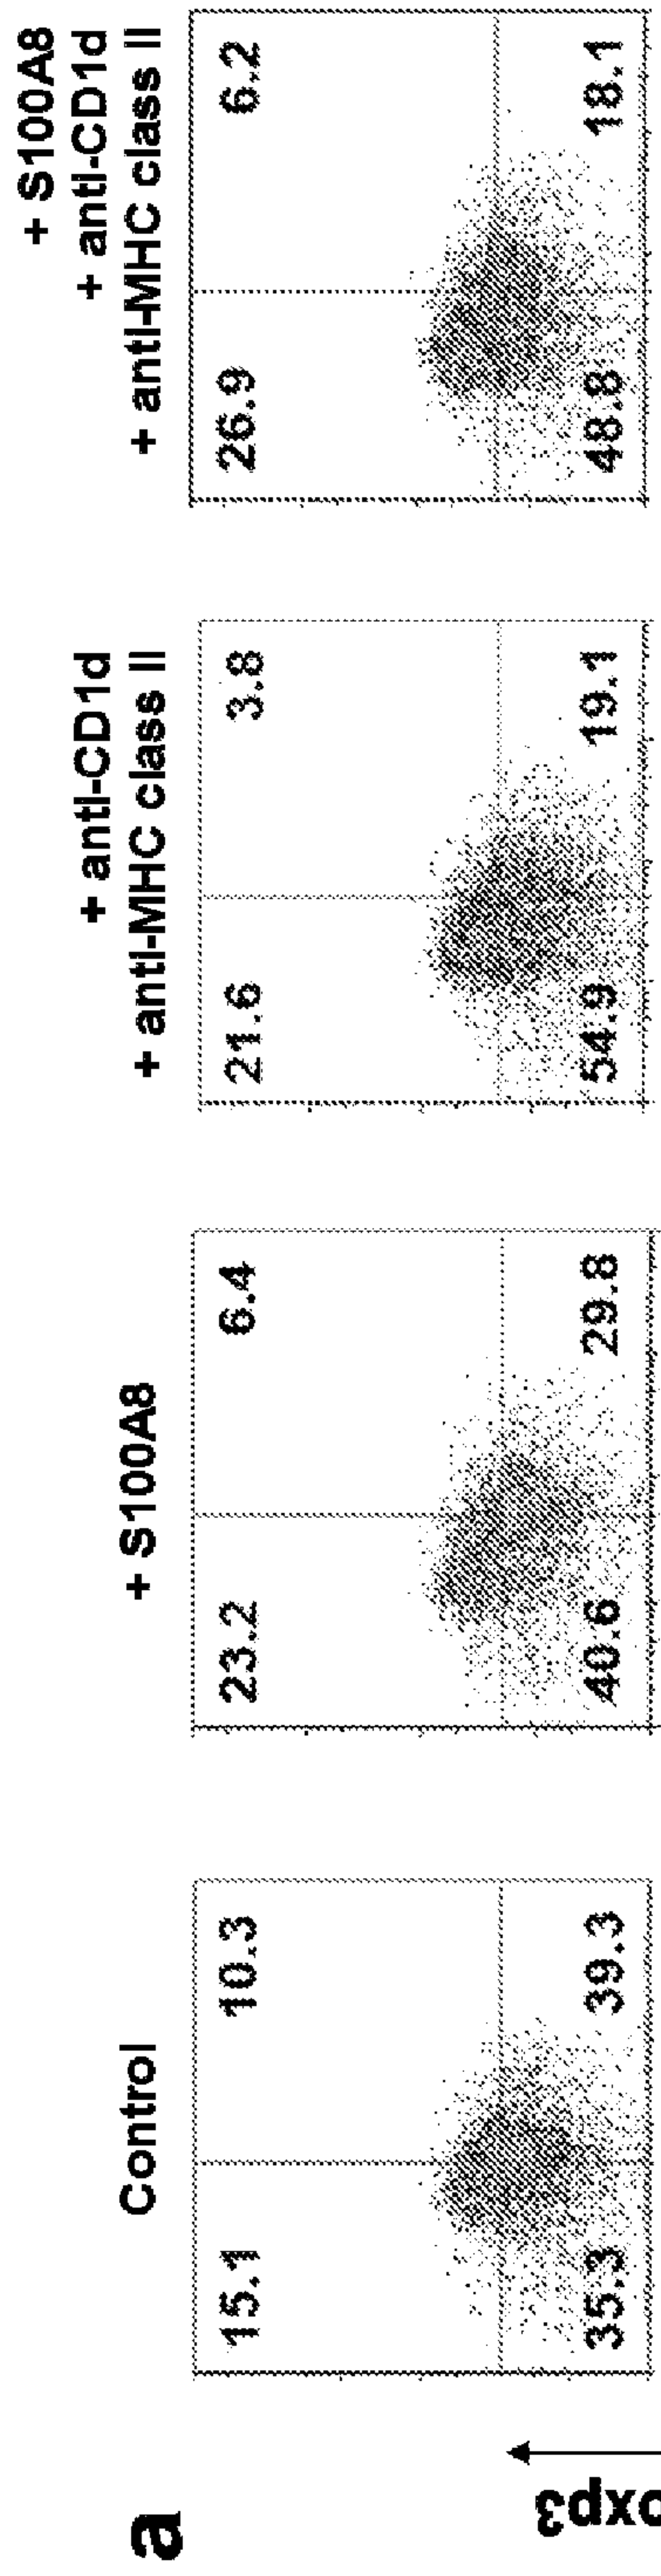 a
Control
15.1 10.3
35.3 39.3
+ S100A8
23.2 6.4
40.6 29.8
+ anti-CD1d
+ anti-MHC class II
21.6 3.8
54.9 19.1
+ S100A8
+ anti-CD1d
+ anti-MHC class II
26.9 6.2
48.8 18.1
oxp3